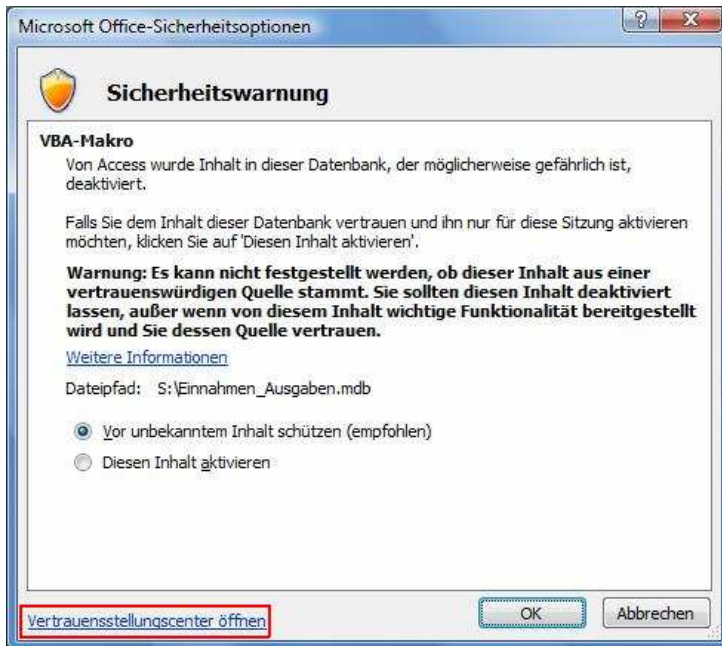 Microsoft Office-Sicherheitsoptionen
Sicherheitswarnung
VBA-Makro
Von Access wurde Inhalt in dieser Datenbank, der möglicherweise gefährlich ist,
deaktiviert.
Falls Sie dem Inhalt dieser Datenbank vertrauen und ihn nur für diese Sitzung aktivieren
möchten, klicken Sie auf 'Diesen Inhalt aktivieren'.
Warnung: Es kann nicht festgestellt werden, ob dieser Inhalt aus einer
vertrauenswürdigen Quelle stammt. Sie sollten diesen Inhalt deaktiviert
lassen, außer wenn von diesem Inhalt wichtige Funktionalität bereitgestellt
wird und Sie dessen Quelle vertrauen.
Weitere Informationen
Dateipfad: S:\Einnahmen_Ausgaben.mdb
Vor unbekanntem Inhalt schützen (empfohlen)
Diesen Inhalt aktivieren
Vertrauensstellungscenter öffnen
OK
Abbrechen